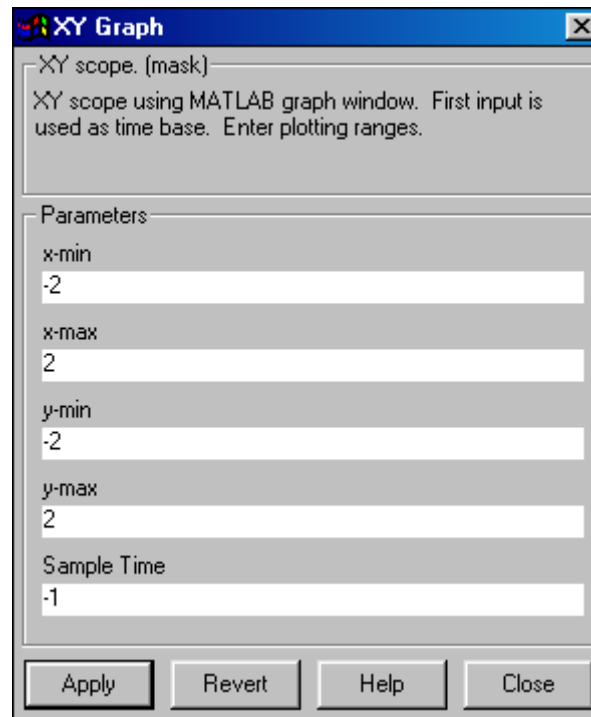 XY Graph
XY scope. (mask)
XY scope using MATLAB graph window.  First input is
used as time base.  Enter plotting ranges.
Parameters
x-min
-2
x-max
2
y-min
-2
y-max
2
Sample Time
-1
Apply Revert Help Close